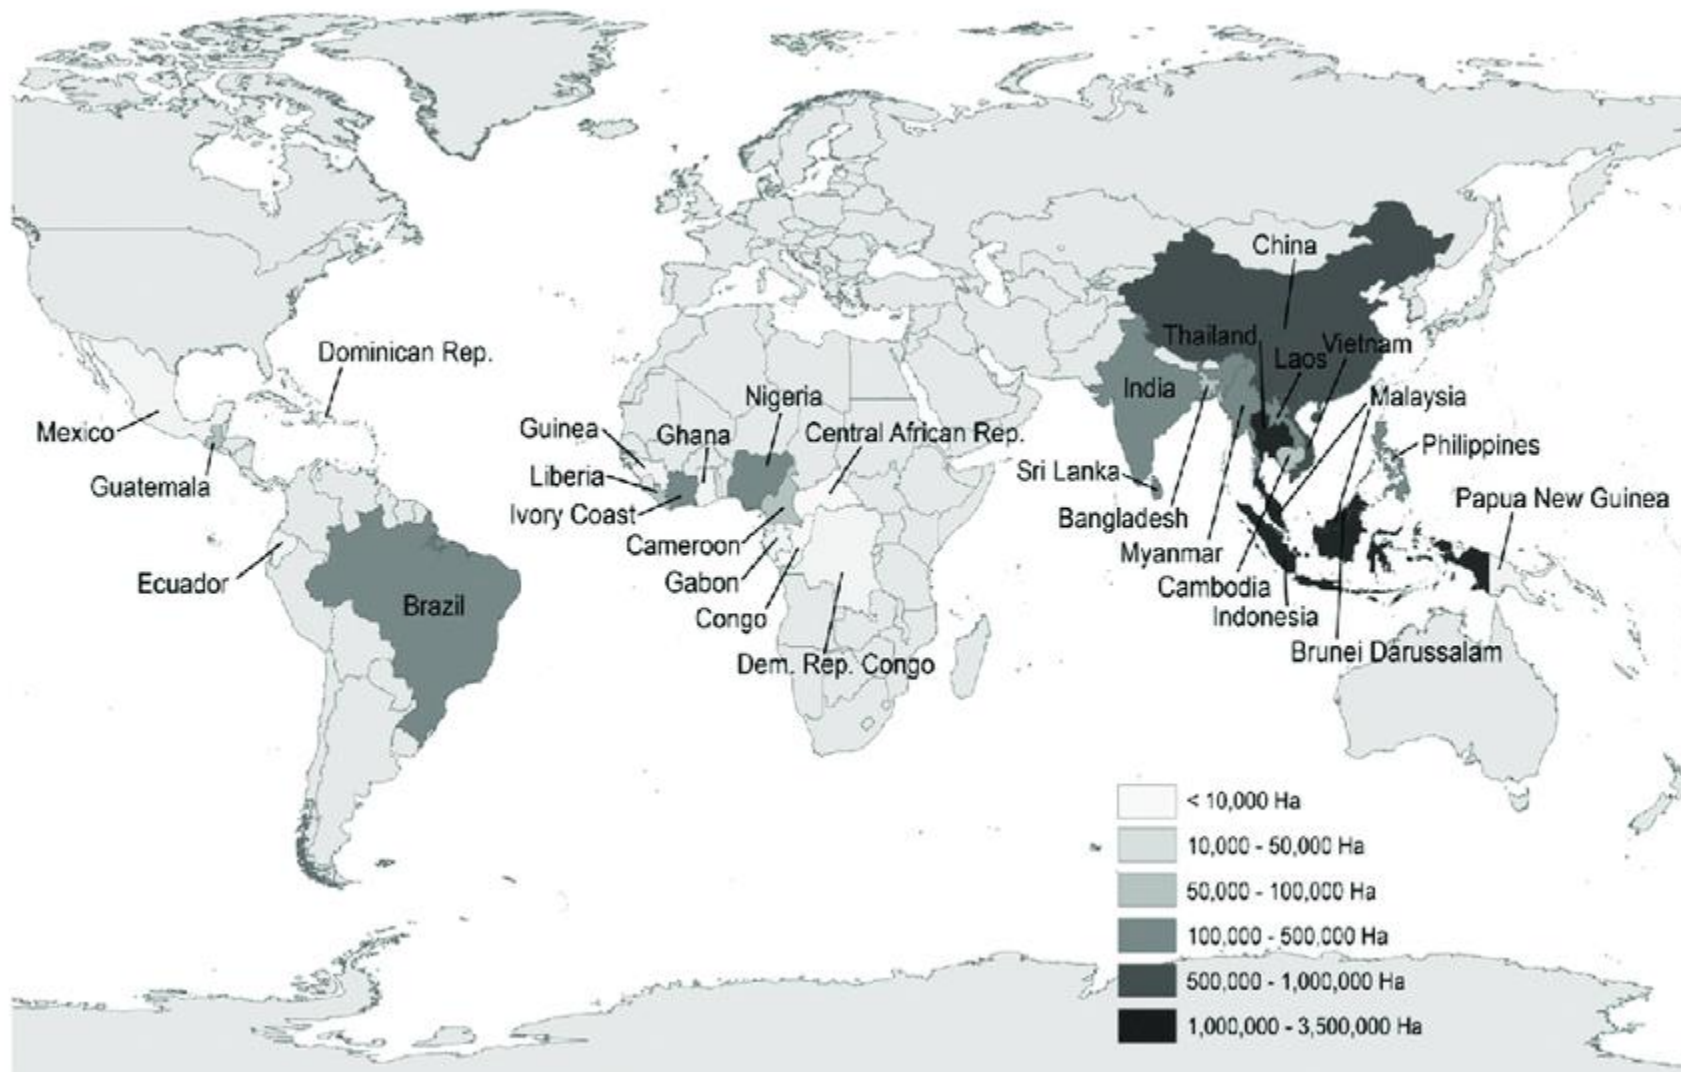 China
Thailand
Vietnam
Laos
Dominican Rep.
India
Nigeria
Malaysia
Mexico
Guinea
Ghana
Central African Rep.
Philippines
Guatemala
Liberia
Sri Lanka
Ivory Coast
Bangladesh
Papua New Guinea
Cameroon
Myanmar
Ecuador
Gabon
Cambodia
Brazil
Congo
Indonesia
Dem. Rep. Congo
Brunei Darussalam
< 10,000 Ha
10,000 - 50,000 Ha
50,000 - 100,000 Ha
100,000 - 500,000 Ha
500,000 - 1,000,000 Ha
1,000,000 - 3,500,000 Ha